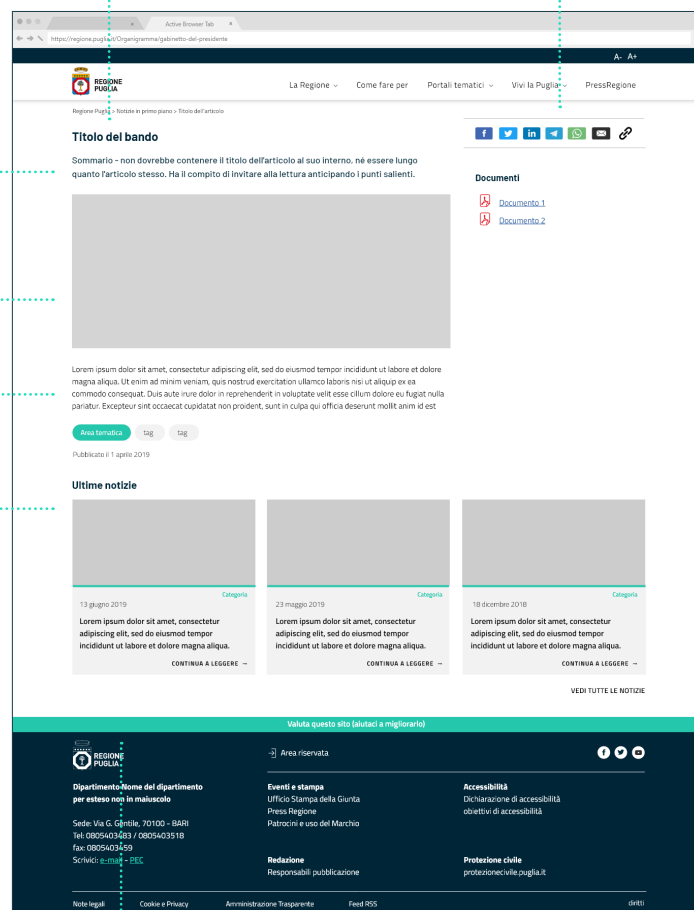 Active Browser Tab
https://regione.puglia.it/Organigramma/gabinetto-del-presidente
A- A+
REGIONE
PUGLIA
La Regione Come fare per Portali tematici Vivi la Puglia PressRegione
Regione Puglia > Notizie in primo piano > Titolo dell'articolo
Titolo del bando
Sommario - non dovrebbe contenere il titolo dell'articolo al suo interno, né essere lungo
quanto l'articolo stesso. Ha il compito di invitare alla lettura anticipando i punti salienti.
Documenti
Documento 1
Documento 2
Lorem ipsum dolor sit amet, consectetur adipiscing elit, sed do eiusmod tempor incididunt ut labore et dolore
magna aliqua. Ut enim ad minim veniam, quis nostrud exercitation ullamco laboris nisi ut aliquip ex ea
commodo consequat. Duis aute irure dolor in reprehenderit in voluptate velit esse cillum dolore eu fugiat nulla
pariatur. Excepteur sint occaecat cupidatat non proident, sunt in culpa qui officia deserunt mollit anim id est
Area tematica tag tag
Pubblicato il 1 aprile 2019
Ultime notizie
Categoria
13 giugno 2019
Lorem ipsum dolor sit amet, consectetur
adipiscing elit, sed do eiusmod tempor
incididunt ut labore et dolore magna aliqua.
CONTINUA A LEGGERE →
Categoria
23 maggio 2019
Lorem ipsum dolor sit amet, consectetur
adipiscing elit, sed do eiusmod tempor
incididunt ut labore et dolore magna aliqua.
CONTINUA A LEGGERE →
Categoria
18 dicembre 2018
Lorem ipsum dolor sit amet, consectetur
adipiscing elit, sed do eiusmod tempor
incididunt ut labore et dolore magna aliqua.
CONTINUA A LEGGERE →
VEDI TUTTE LE NOTIZIE
Valuta questo sito (aiutaci a migliorarlo)
REGIONE
PUGLIA
Area riservata
Dipartimento Nome del dipartimento
per esteso non in maiuscolo
Sede: Via G. Gentile, 70100 - BARI
Tel: 0805403483 / 0805403518
fax: 0805403459
Scrivici: e-mail - PEC
Eventi e stampa
Ufficio Stampa della Giunta
Press Regione
Patrocini e uso del Marchio
Redazione
Responsabili pubblicazione
Accessibilità
Dichiarazione di accessibilità
obiettivi di accessibilità
Protezione civile
protezionecivile.puglia.it
Note legali Cookie e Privacy Amministrazione Trasparente Feed RSS diritti